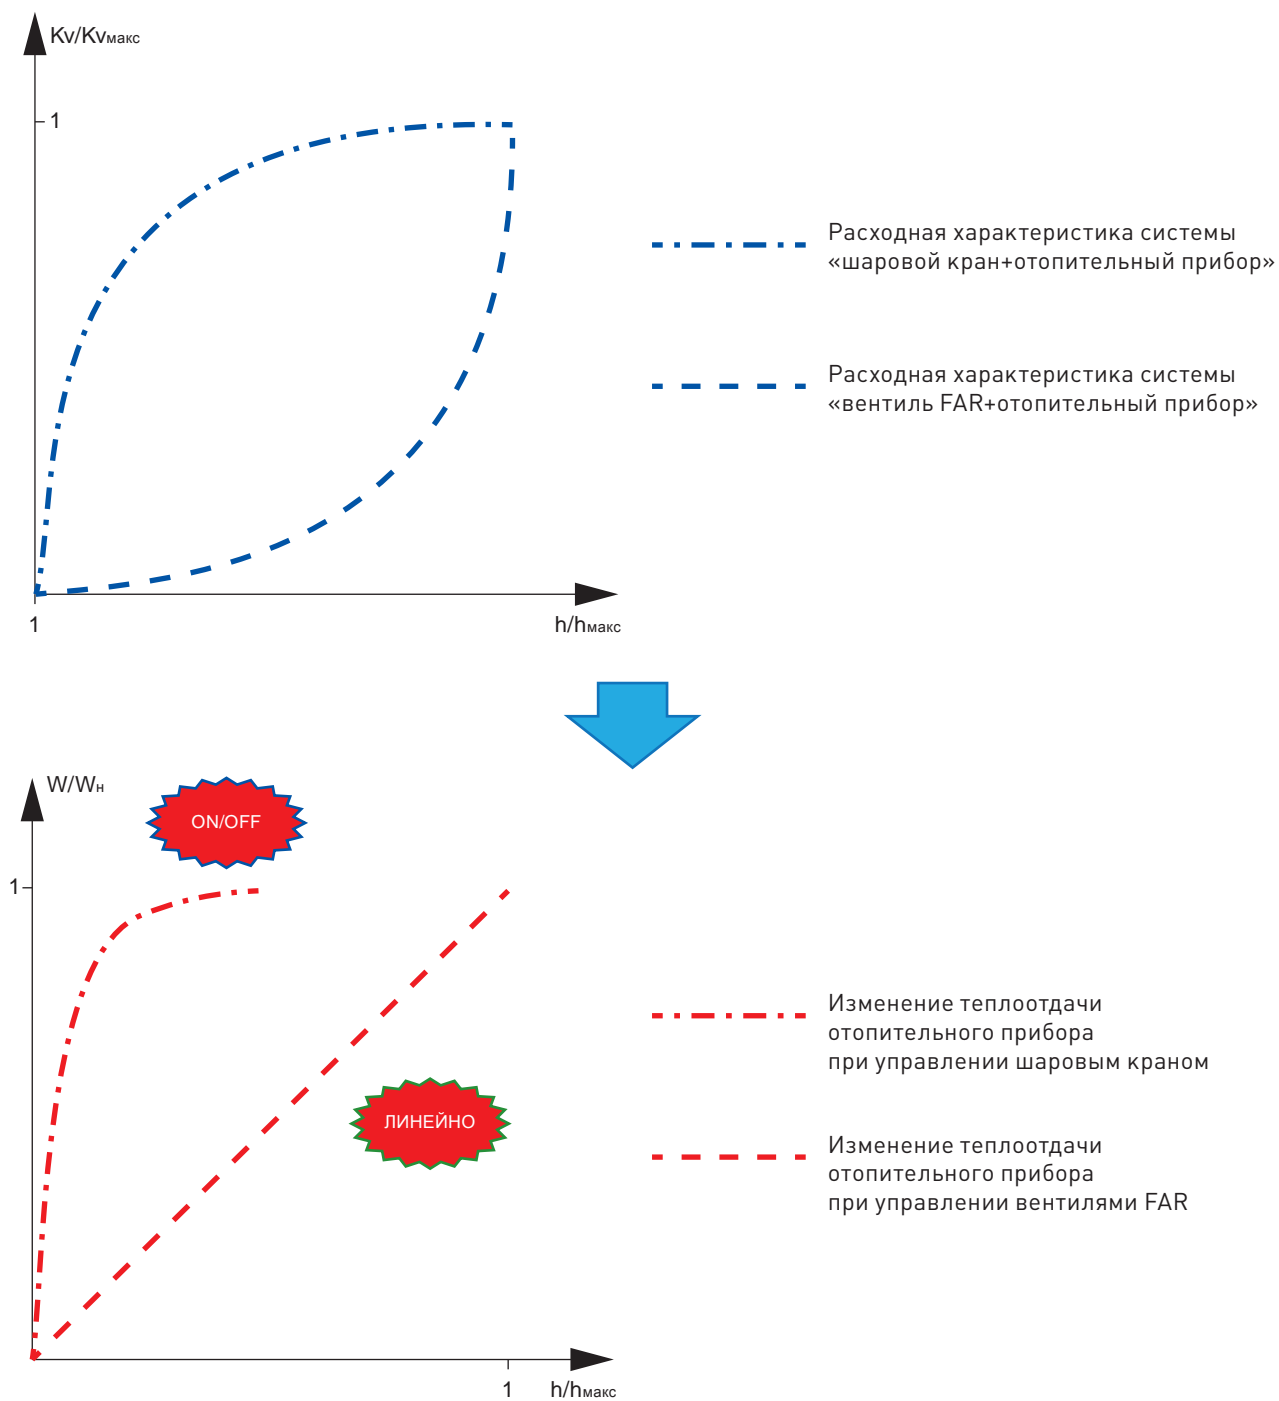 Kv/Kvмакс
1
Расходная характеристика системы
«шаровой кран+отопительный прибор»
Расходная характеристика системы
«вентиль FAR+отопительный прибор»
1
h/hмакс
W/Wн
ON/OFF
1
Изменение теплоотдачи
отопительного прибора
при управлении шаровым краном
ЛИНЕЙНО
Изменение теплоотдачи
отопительного прибора
при управлении вентилями FAR
1
h/hмакс